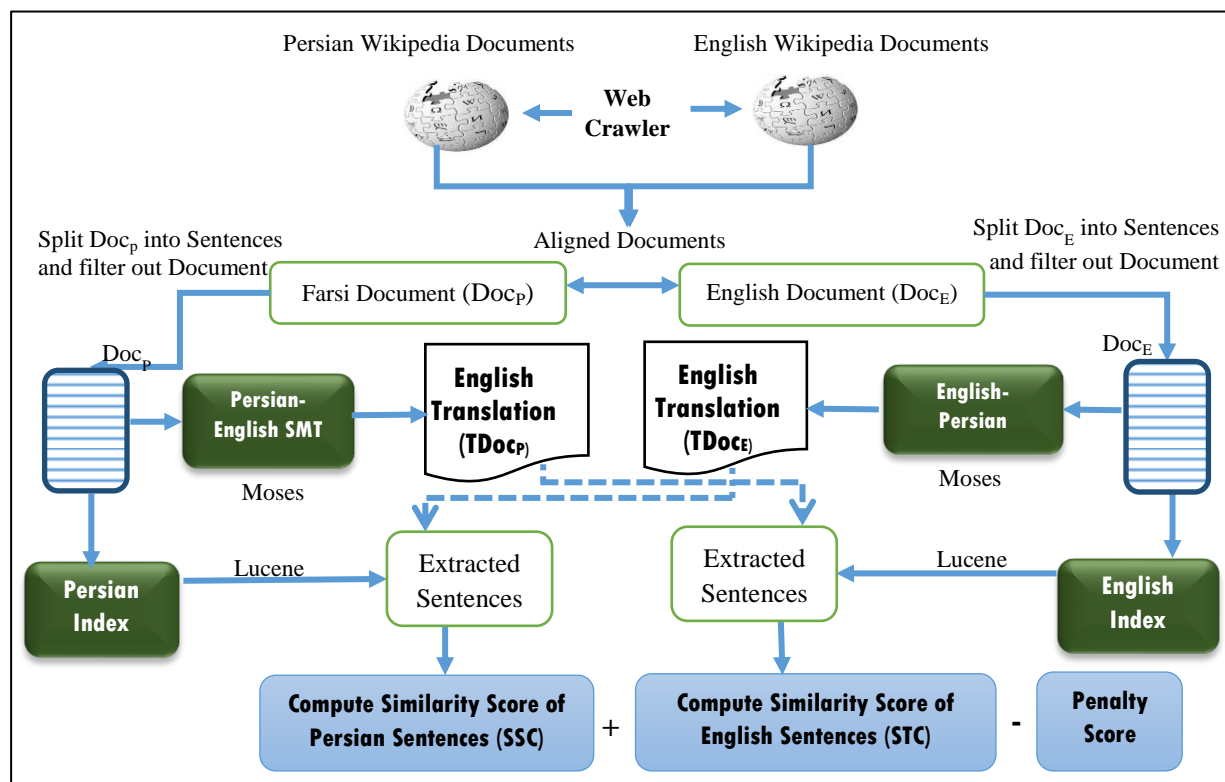 Persian Wikipedia Documents
English Wikipedia Documents
Web
Crawler
Split Docp into Sentences
and filter out Document
Aligned Documents
Split DocE into Sentences
and filter out Document
Farsi Document (DocP)
English Document (DocE)
DocP
DocE
Persian-
English SMT
English
Translation
(TDocP)
English
Translation
(TDocE)
English-
Persian
Moses
Moses
Persian
Index
Lucene
Extracted
Sentences
Extracted
Sentences
Lucene
English
Index
Compute Similarity Score of
Persian Sentences (SSC)
+
Compute Similarity Score of
English Sentences (STC)
-
Penalty
Score